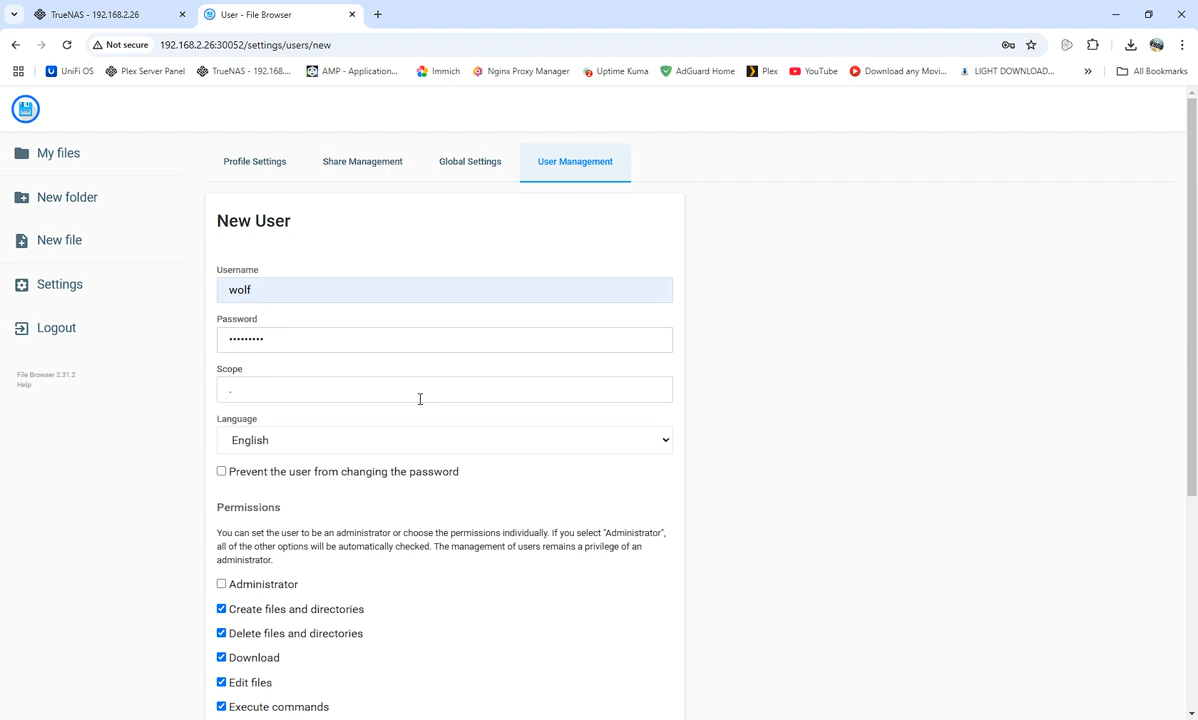 TrueNAS - 192.168.2.26
User - File Browser
Not secure
192.168.2.26:30052/settings/users/new
UniFi OS
Plex Server Panel
TrueNAS - 192.168....
AMP - Application...
Immich
Nginx Proxy Manager
Uptime Kuma
AdGuard Home
Plex
YouTube
Download any Movi...
LIGHT DOWNLOAD...
»
All Bookmarks
My files
New folder
New file
Settings
Logout
File Browser 2.31.2
Help
Profile Settings
Share Management
Global Settings
User Management
New User
Username
wolf
Password
•••••••••
Scope
.
Language
English
Prevent the user from changing the password
Permissions
You can set the user to be an administrator or choose the permissions individually. If you select "Administrator",
all of the other options will be automatically checked. The management of users remains a privilege of an
administrator.
Administrator
Create files and directories
Delete files and directories
Download
Edit files
Execute commands